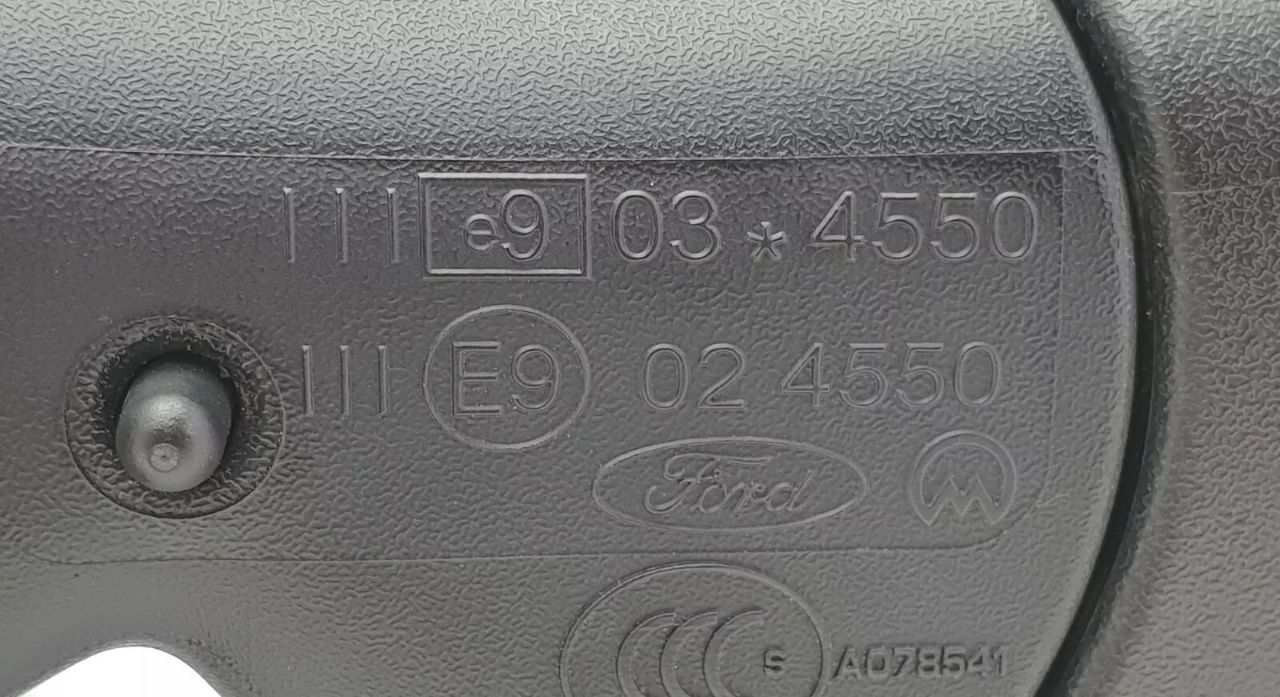 III e9 03 * 4550
III E9 02 4550
Ford
CCC S A078541